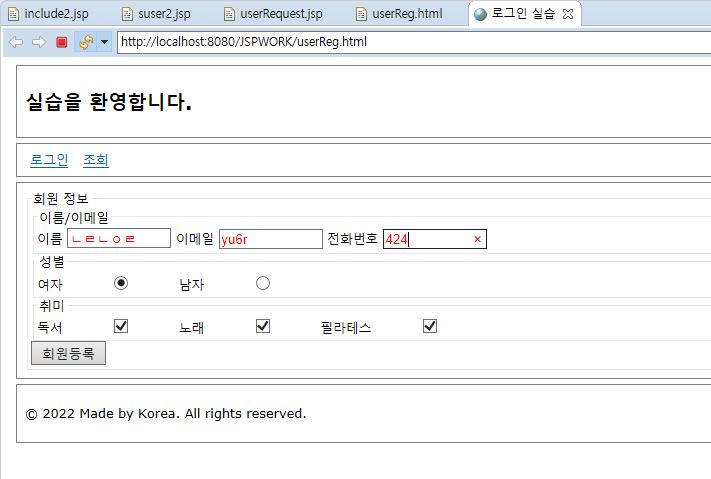 include2.jsp suser2.jsp userRequest.jsp userReg.html 로그인 실습
http://localhost:8080/JSPWORK/userReg.html
실습을 환영합니다.
로그인 조회
회원 정보
이름/이메일
이름 ㄴㄹㄴㅇㄹ 이메일 yu6r 전화번호 424 ×
성별
여자 남자
취미
독서 노래 필라테스
회원등록
© 2022 Made by Korea. All rights reserved.